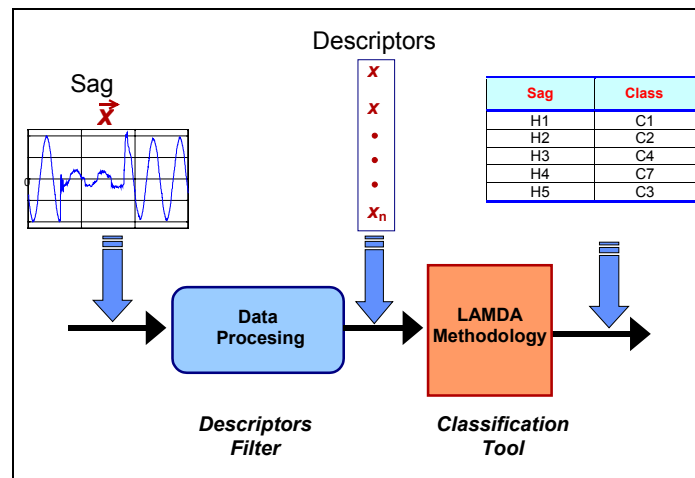 Descriptors
Sag
x
0
x
x
•
•
•
xn
Sag Class
H1 C1
H2 C2
H3 C4
H4 C7
H5 C3
Data
Procesing
LAMDA
Methodology
Descriptors
Filter
Classification
Tool